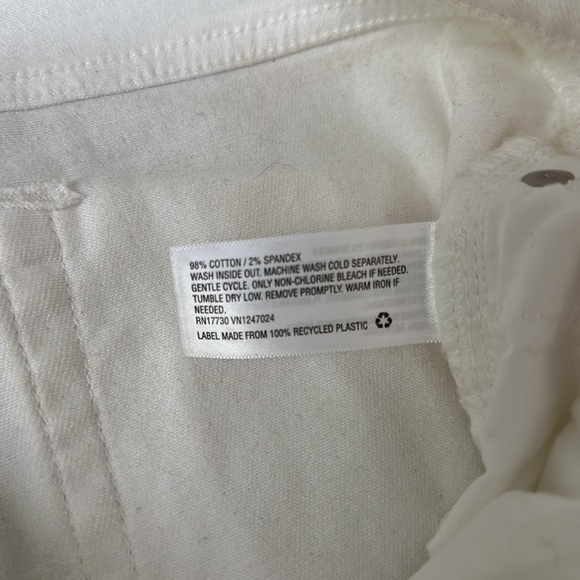 98% COTTON / 2% SPANDEX
WASH INSIDE OUT. MACHINE WASH COLD SEPARATELY.
GENTLE CYCLE. ONLY NON-CHLORINE BLEACH IF NEEDED.
TUMBLE DRY LOW. REMOVE PROMPTLY. WARM IRON IF
NEEDED.
RN17730 VN1247024
LABEL MADE FROM 100% RECYCLED PLASTIC